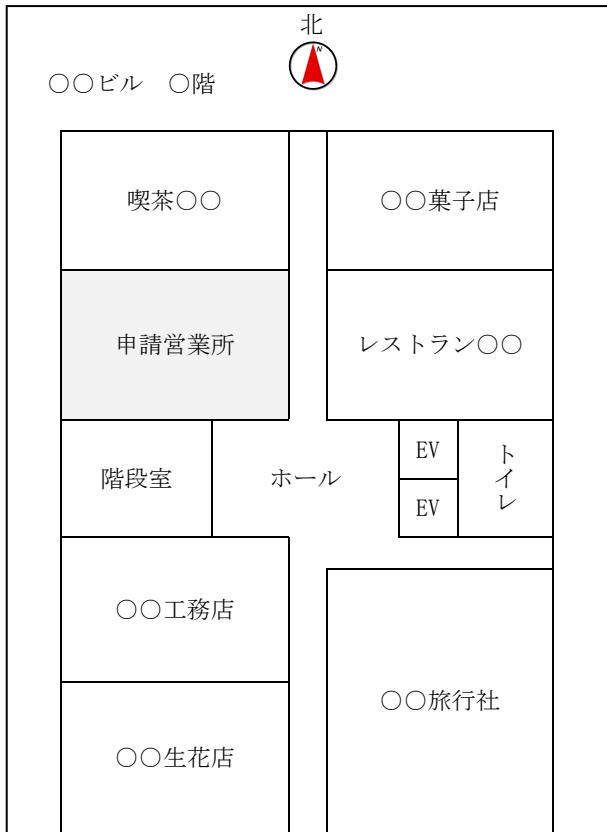 北
N
○○ビル　○階
喫茶○○
○○菓子店
申請営業所
レストラン○○
階段室
ホール
EV
EV
トイレ
○○工務店
○○旅行社
○○生花店